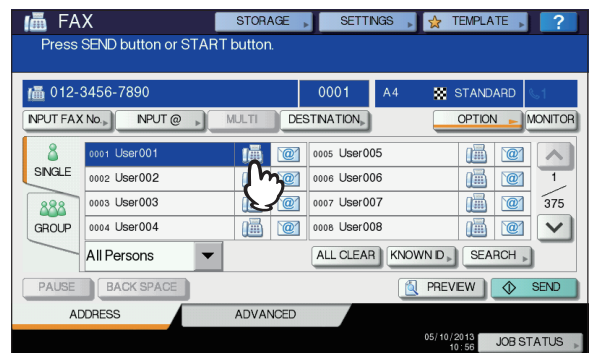 FAX STORAGE SETTINGS TEMPLATE ?
Press SEND button or START button.
012-3456-7890 0001 A4 STANDARD 1
INPUT FAX No. INPUT @ MULTI DESTINATION OPTION MONITOR
SINGLE
0001 User001 @ 0005 User005 @
0002 User002 @ 0006 User006 @
0003 User003 @ 0007 User007 @
0004 User004 @ 0008 User008 @
1
375
GROUP
All Persons ALL CLEAR KNOWN ID SEARCH
PAUSE BACK SPACE PREVIEW SEND
ADDRESS ADVANCED
05/10/2013
10:56
JOB STATUS